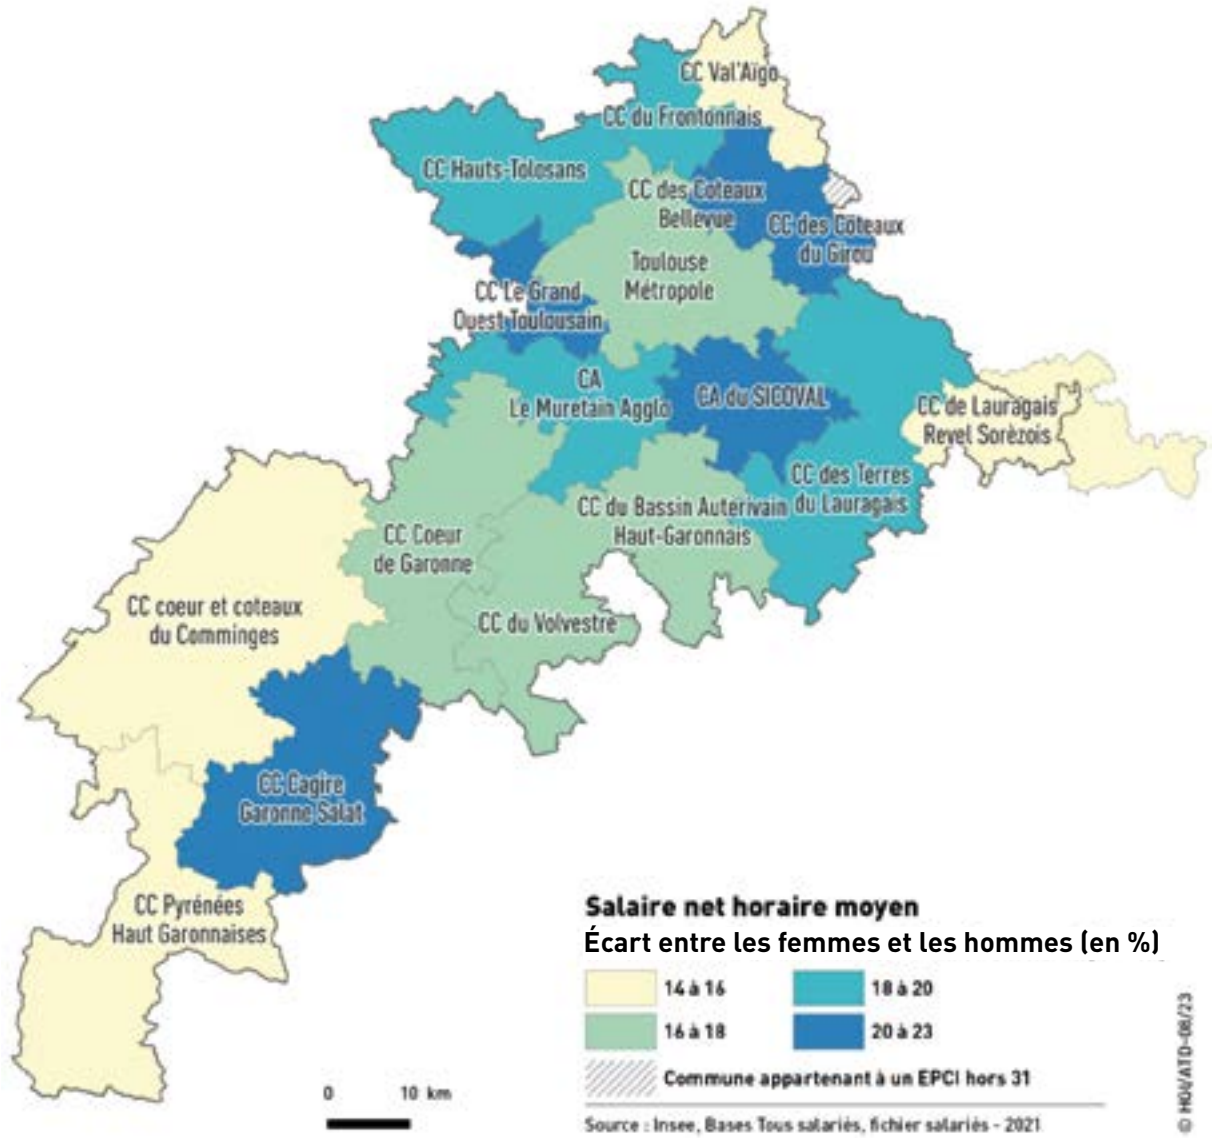 CC Val'Aïgo
CC du Frontonnais
CC Hauts-Tolosans
CC des Coteaux
Bellevue
CC des Côteaux
du Girou
Toulouse
Métropole
CC Le Grand
Ouest Toulousain
CA
Le Muretain Agglo
CA du SICOVAL
CC de Lauragais
Revel Sorèzois
CC des Terres
du Lauragais
CC du Bassin Auterivain
Haut-Garonnais
CC Coeur
de Garonne
CC du Volvestre
CC coeur et coteaux
du Comminges
CC Cagire
Garonne Salat
CC Pyrénées
Haut Garonnaises
Salaire net horaire moyen
Écart entre les femmes et les hommes (en %)
14 à 16
18 à 20
16 à 18
20 à 23
Commune appartenant à un EPCI hors 31
0 10 km
Source : Insee, Bases Tous salariés, fichier salariés - 2021
© HGI/ATD-08/23